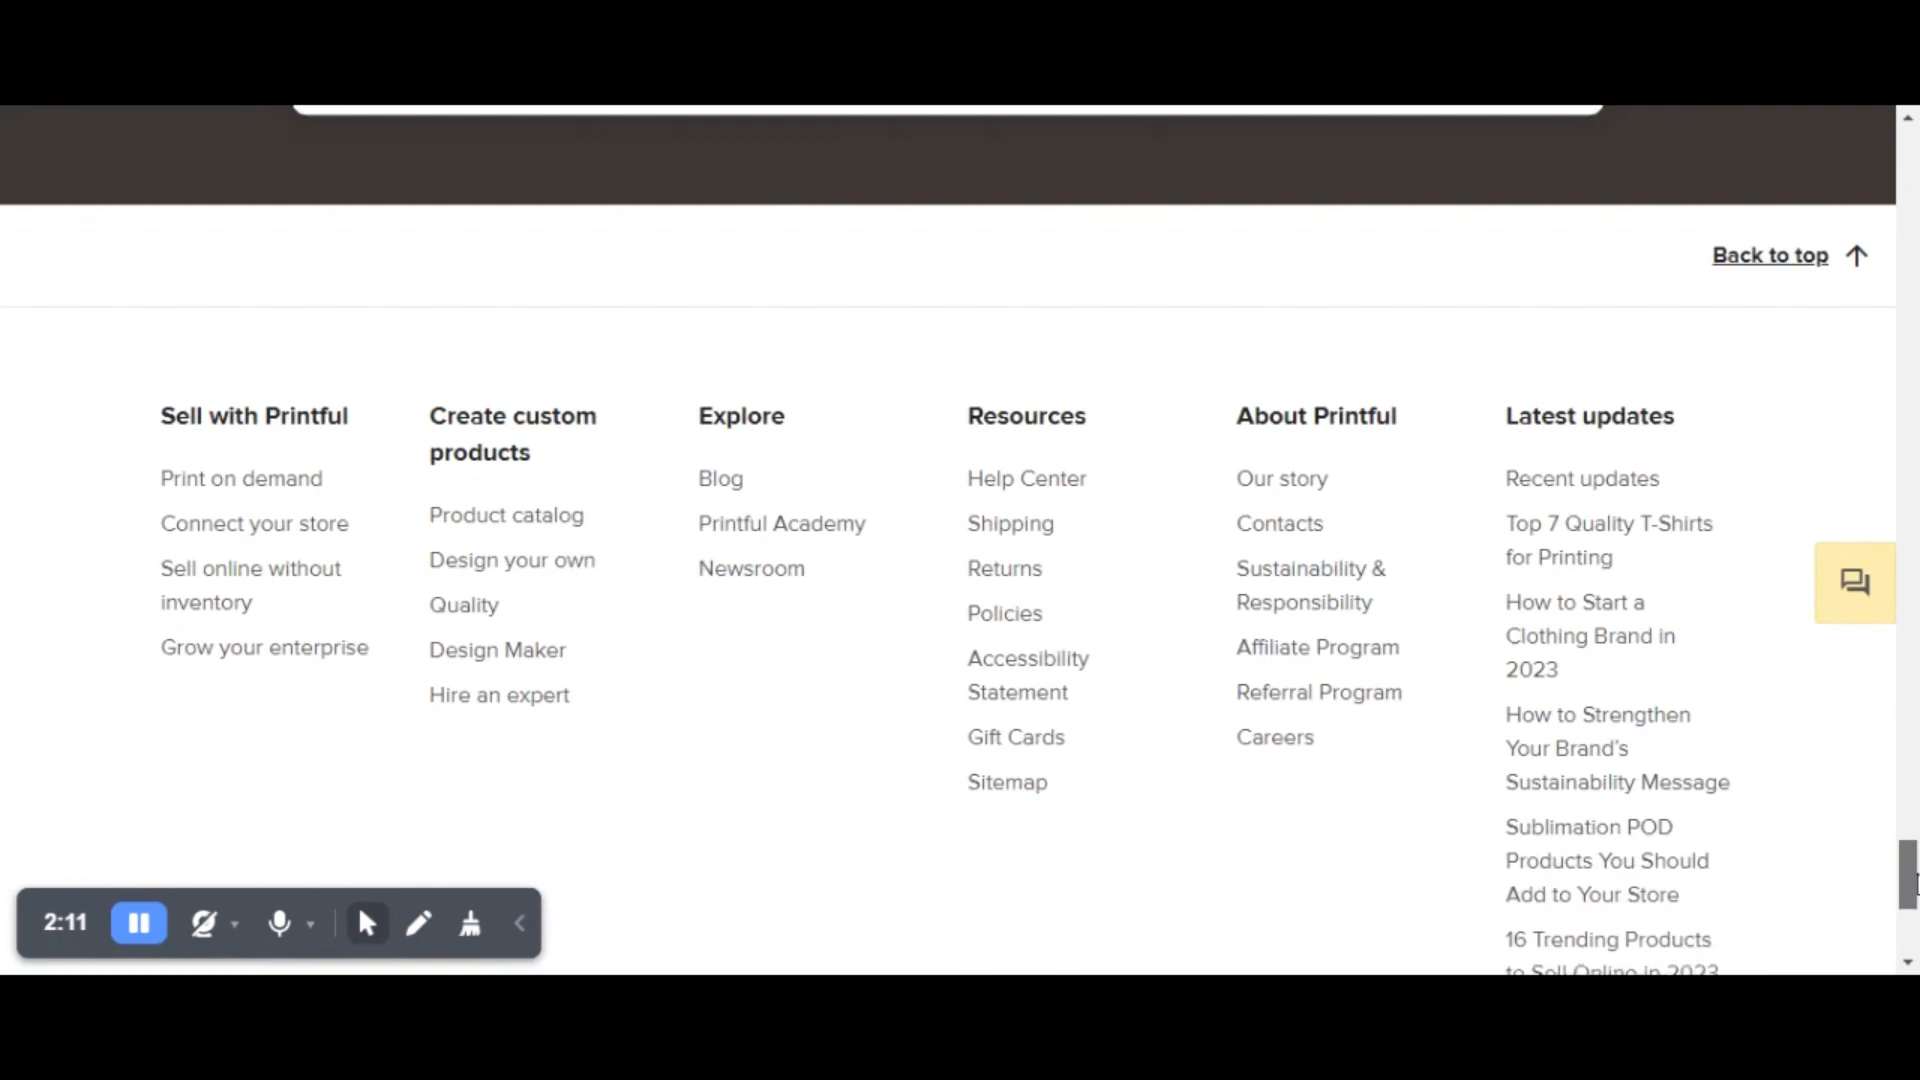 Back to top
Sell with Printful
Print on demand
Connect your store
Sell online without
inventory
Grow your enterprise
Create custom
products
Product catalog
Design your own
Quality
Design Maker
Hire an expert
Explore
Blog
Printful Academy
Newsroom
Resources
Help Center
Shipping
Returns
Policies
Accessibility
Statement
Gift Cards
Sitemap
About Printful
Our story
Contacts
Sustainability &
Responsibility
Affiliate Program
Referral Program
Careers
Latest updates
Recent updates
Top 7 Quality T-Shirts
for Printing
How to Start a
Clothing Brand in
2023
How to Strengthen
Your Brand’s
Sustainability Message
Sublimation POD
Products You Should
Add to Your Store
16 Trending Products
to Sell Online in 2023
2:11